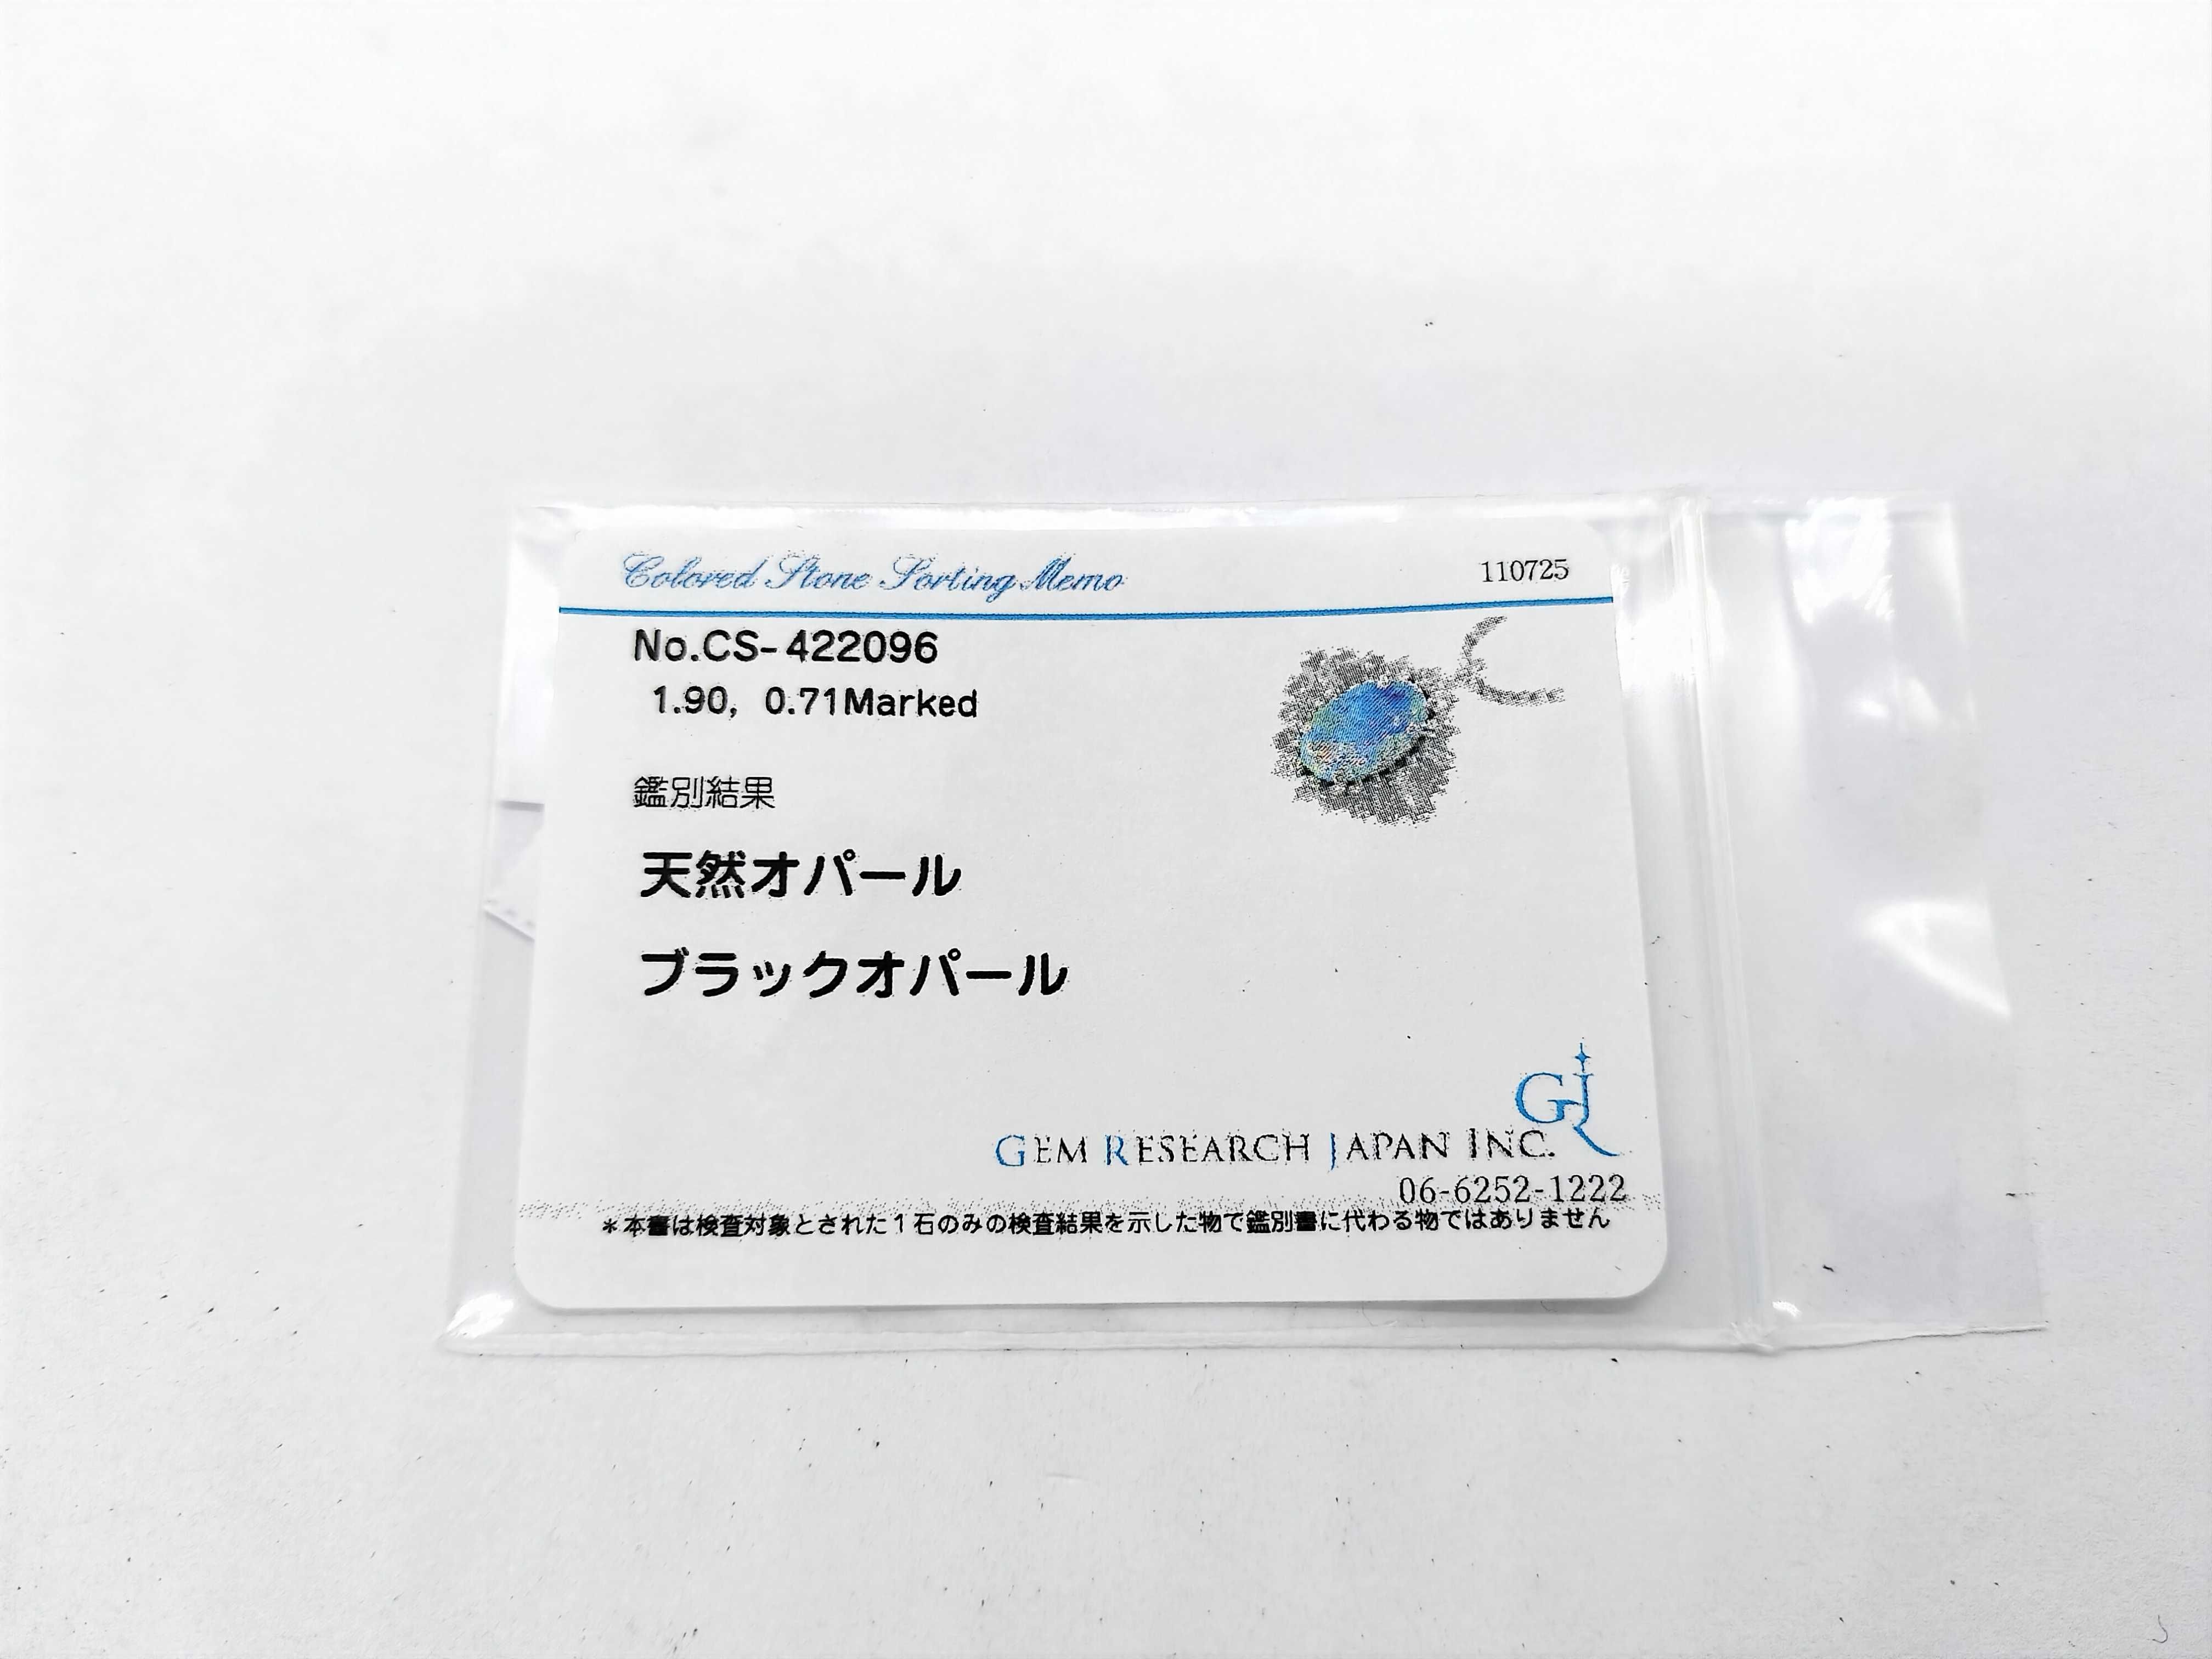 Colored Stone Sorting Memo
110725
No.CS-422096
1.90, 0.71Marked
鑑別結果
天然オパール
ブラックオパール
GJR
GEM RESEARCH JAPAN INC.
06-6252-1222
＊本書は検査対象とされた1石のみの検査結果を示した物で鑑別書に代わる物ではありません